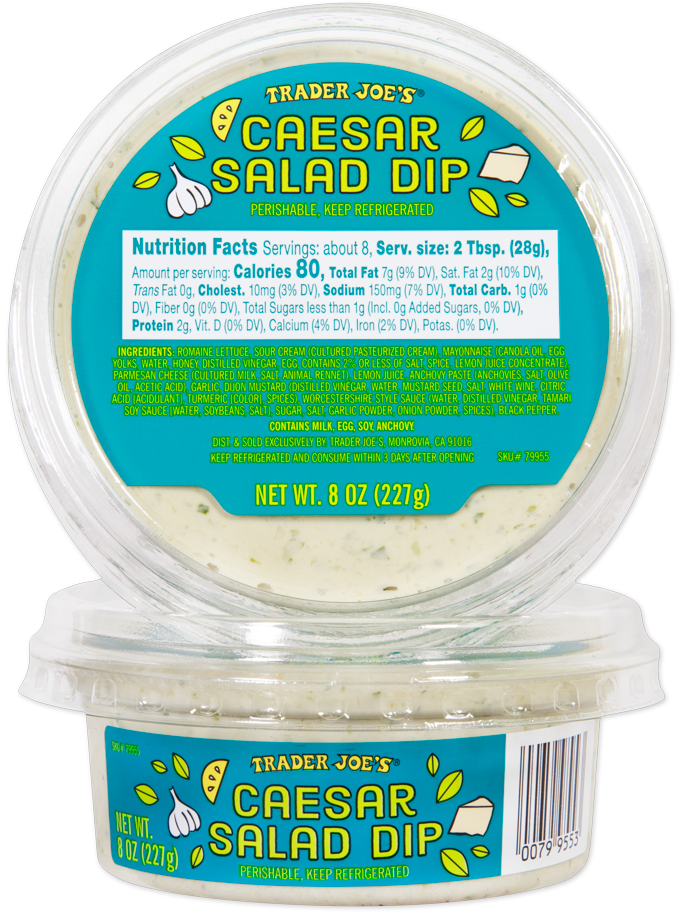 TRADER JOE'S®
CAESAR
SALAD DIP
PERISHABLE, KEEP REFRIGERATED
Nutrition Facts Servings: about 8, Serv. size: 2 Tbsp. (28g),
Amount per serving: Calories 80, Total Fat 7g (9% DV), Sat. Fat 2g (10% DV),
Trans Fat 0g, Cholest. 10mg (3% DV), Sodium 150mg (7% DV), Total Carb. 1g (0%
DV), Fiber 0g (0% DV), Total Sugars less than 1g (Incl. 0g Added Sugars, 0% DV),
Protein 2g, Vit. D (0% DV), Calcium (4% DV), Iron (2% DV), Potas. (0% DV).
INGREDIENTS: ROMAINE LETTUCE, SOUR CREAM (CULTURED PASTEURIZED CREAM), MAYONNAISE (CANOLA OIL, EGG
YOLKS, WATER, HONEY, DISTILLED VINEGAR, EGG, CONTAINS 2% OR LESS OF SALT, SPICE, LEMON JUICE CONCENTRATE),
PARMESAN CHEESE (CULTURED MILK, SALT, ANIMAL RENNET), LEMON JUICE, ANCHOVY PASTE (ANCHOVIES, SALT, OLIVE
OIL, ACETIC ACID), GARLIC, DIJON MUSTARD (DISTILLED VINEGAR, WATER, MUSTARD SEED, SALT, WHITE WINE, CITRIC
ACID [ACIDULANT], TURMERIC [COLOR], SPICES), WORCESTERSHIRE STYLE SAUCE (WATER, DISTILLED VINEGAR, TAMARI
SOY SAUCE [WATER, SOYBEANS, SALT], SUGAR, SALT, GARLIC POWDER, ONION POWDER, SPICES), BLACK PEPPER.
CONTAINS MILK, EGG, SOY, ANCHOVY.
DIST. & SOLD EXCLUSIVELY BY: TRADER JOE'S, MONROVIA, CA 91016
KEEP REFRIGERATED AND CONSUME WITHIN 3 DAYS AFTER OPENING SKU# 79955
NET WT. 8 OZ (227g)
SKU# 79955
TRADER JOE'S®
CAESAR
SALAD DIP
NET WT.
8 OZ (227g)
PERISHABLE, KEEP REFRIGERATED
0079 9553